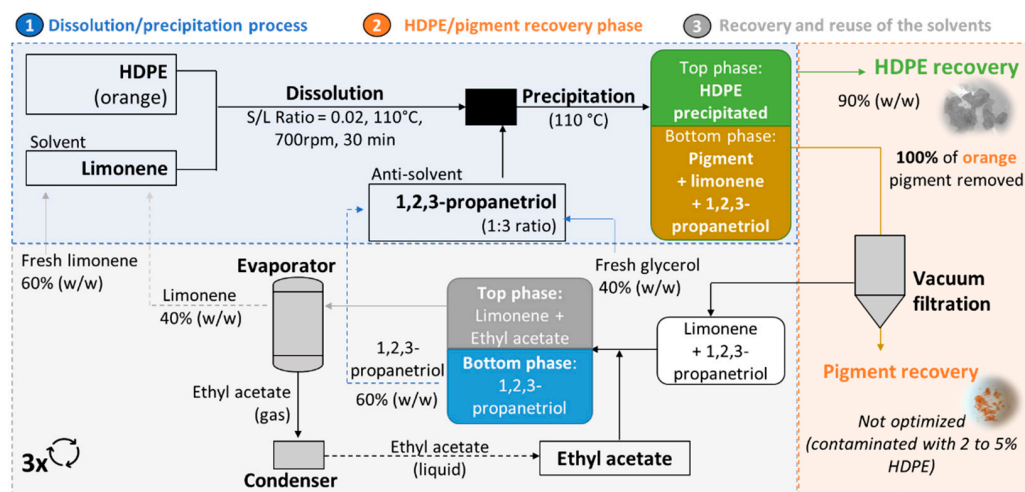 1 Dissolution/precipitation process
2 HDPE/pigment recovery phase
3 Recovery and reuse of the solvents
HDPE
(orange)
Solvent
Limonene
Dissolution
S/L Ratio = 0.02, 110°C,
700rpm, 30 min
Precipitation
(110 °C)
Anti-solvent
1,2,3-propanetriol
(1:3 ratio)
Top phase:
HDPE
precipitated
Bottom phase:
Pigment
+ limonene
+ 1,2,3-
propanetriol
HDPE recovery
90% (w/w)
100% of orange
pigment removed
Vacuum
filtration
Pigment recovery
Not optimized
(contaminated with 2 to 5%
HDPE)
Fresh limonene
60% (w/w)
Limonene
40% (w/w)
Evaporator
Fresh glycerol
40% (w/w)
Top phase:
Limonene +
Ethyl acetate
Bottom phase:
1,2,3-
propanetriol
Limonene
+ 1,2,3-
propanetriol
1,2,3-
propanetriol
60% (w/w)
Ethyl acetate
(gas)
Condenser
Ethyl acetate
(liquid)
Ethyl acetate
3x